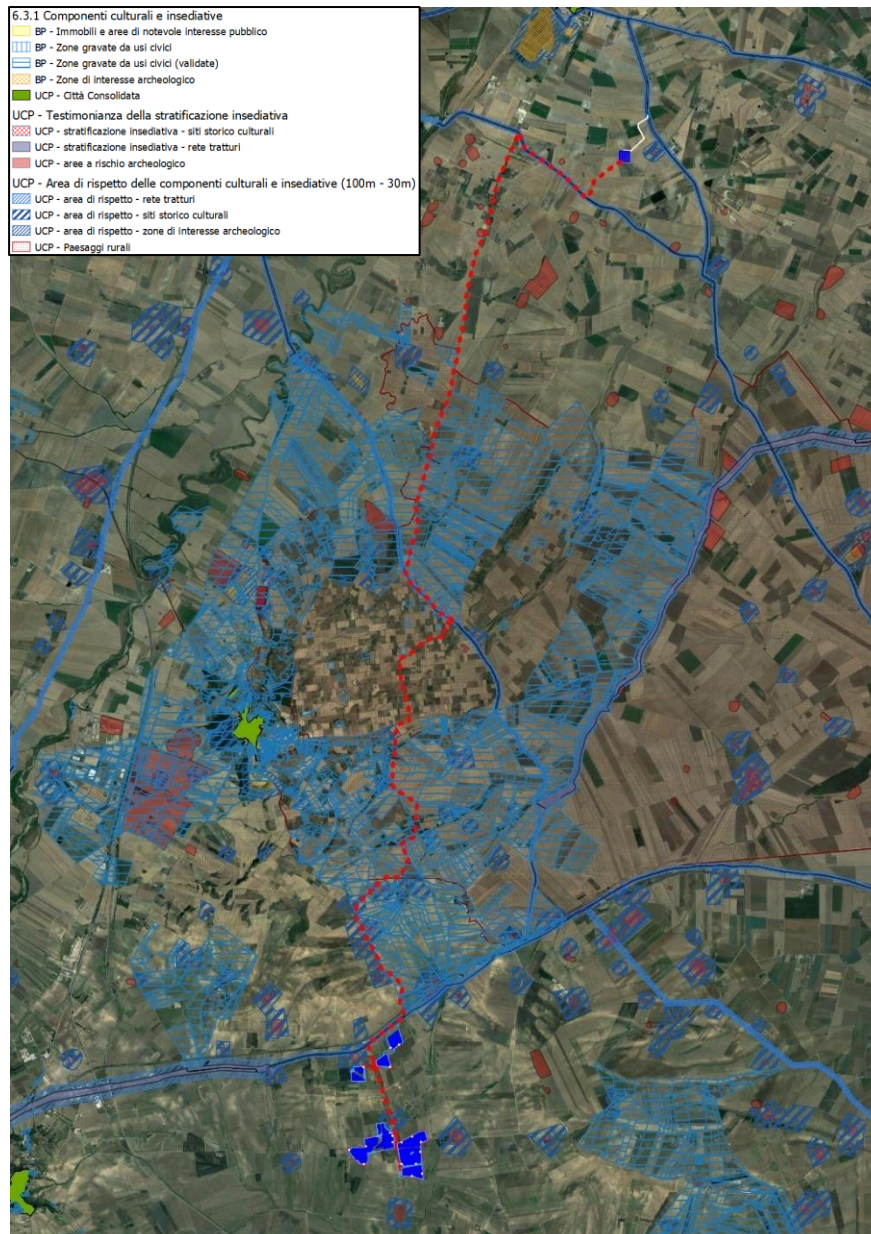 6.3.1 Componenti culturali e insediative
BP - Immobili e aree di notevole interesse pubblico
BP - Zone gravate da usi civici
BP - Zone gravate da usi civici (validate)
BP - Zone di interesse archeologico
UCP - Città Consolidata
UCP - Testimonianza della stratificazione insediativa
UCP - stratificazione insediativa - siti storico culturali
UCP - stratificazione insediativa - rete tratturi
UCP - aree a rischio archeologico
UCP - Area di rispetto delle componenti culturali e insediative (100m - 30m)
UCP - area di rispetto - rete tratturi
UCP - area di rispetto - siti storico culturali
UCP - area di rispetto - zone di interesse archeologico
UCP - Paesaggi rurali